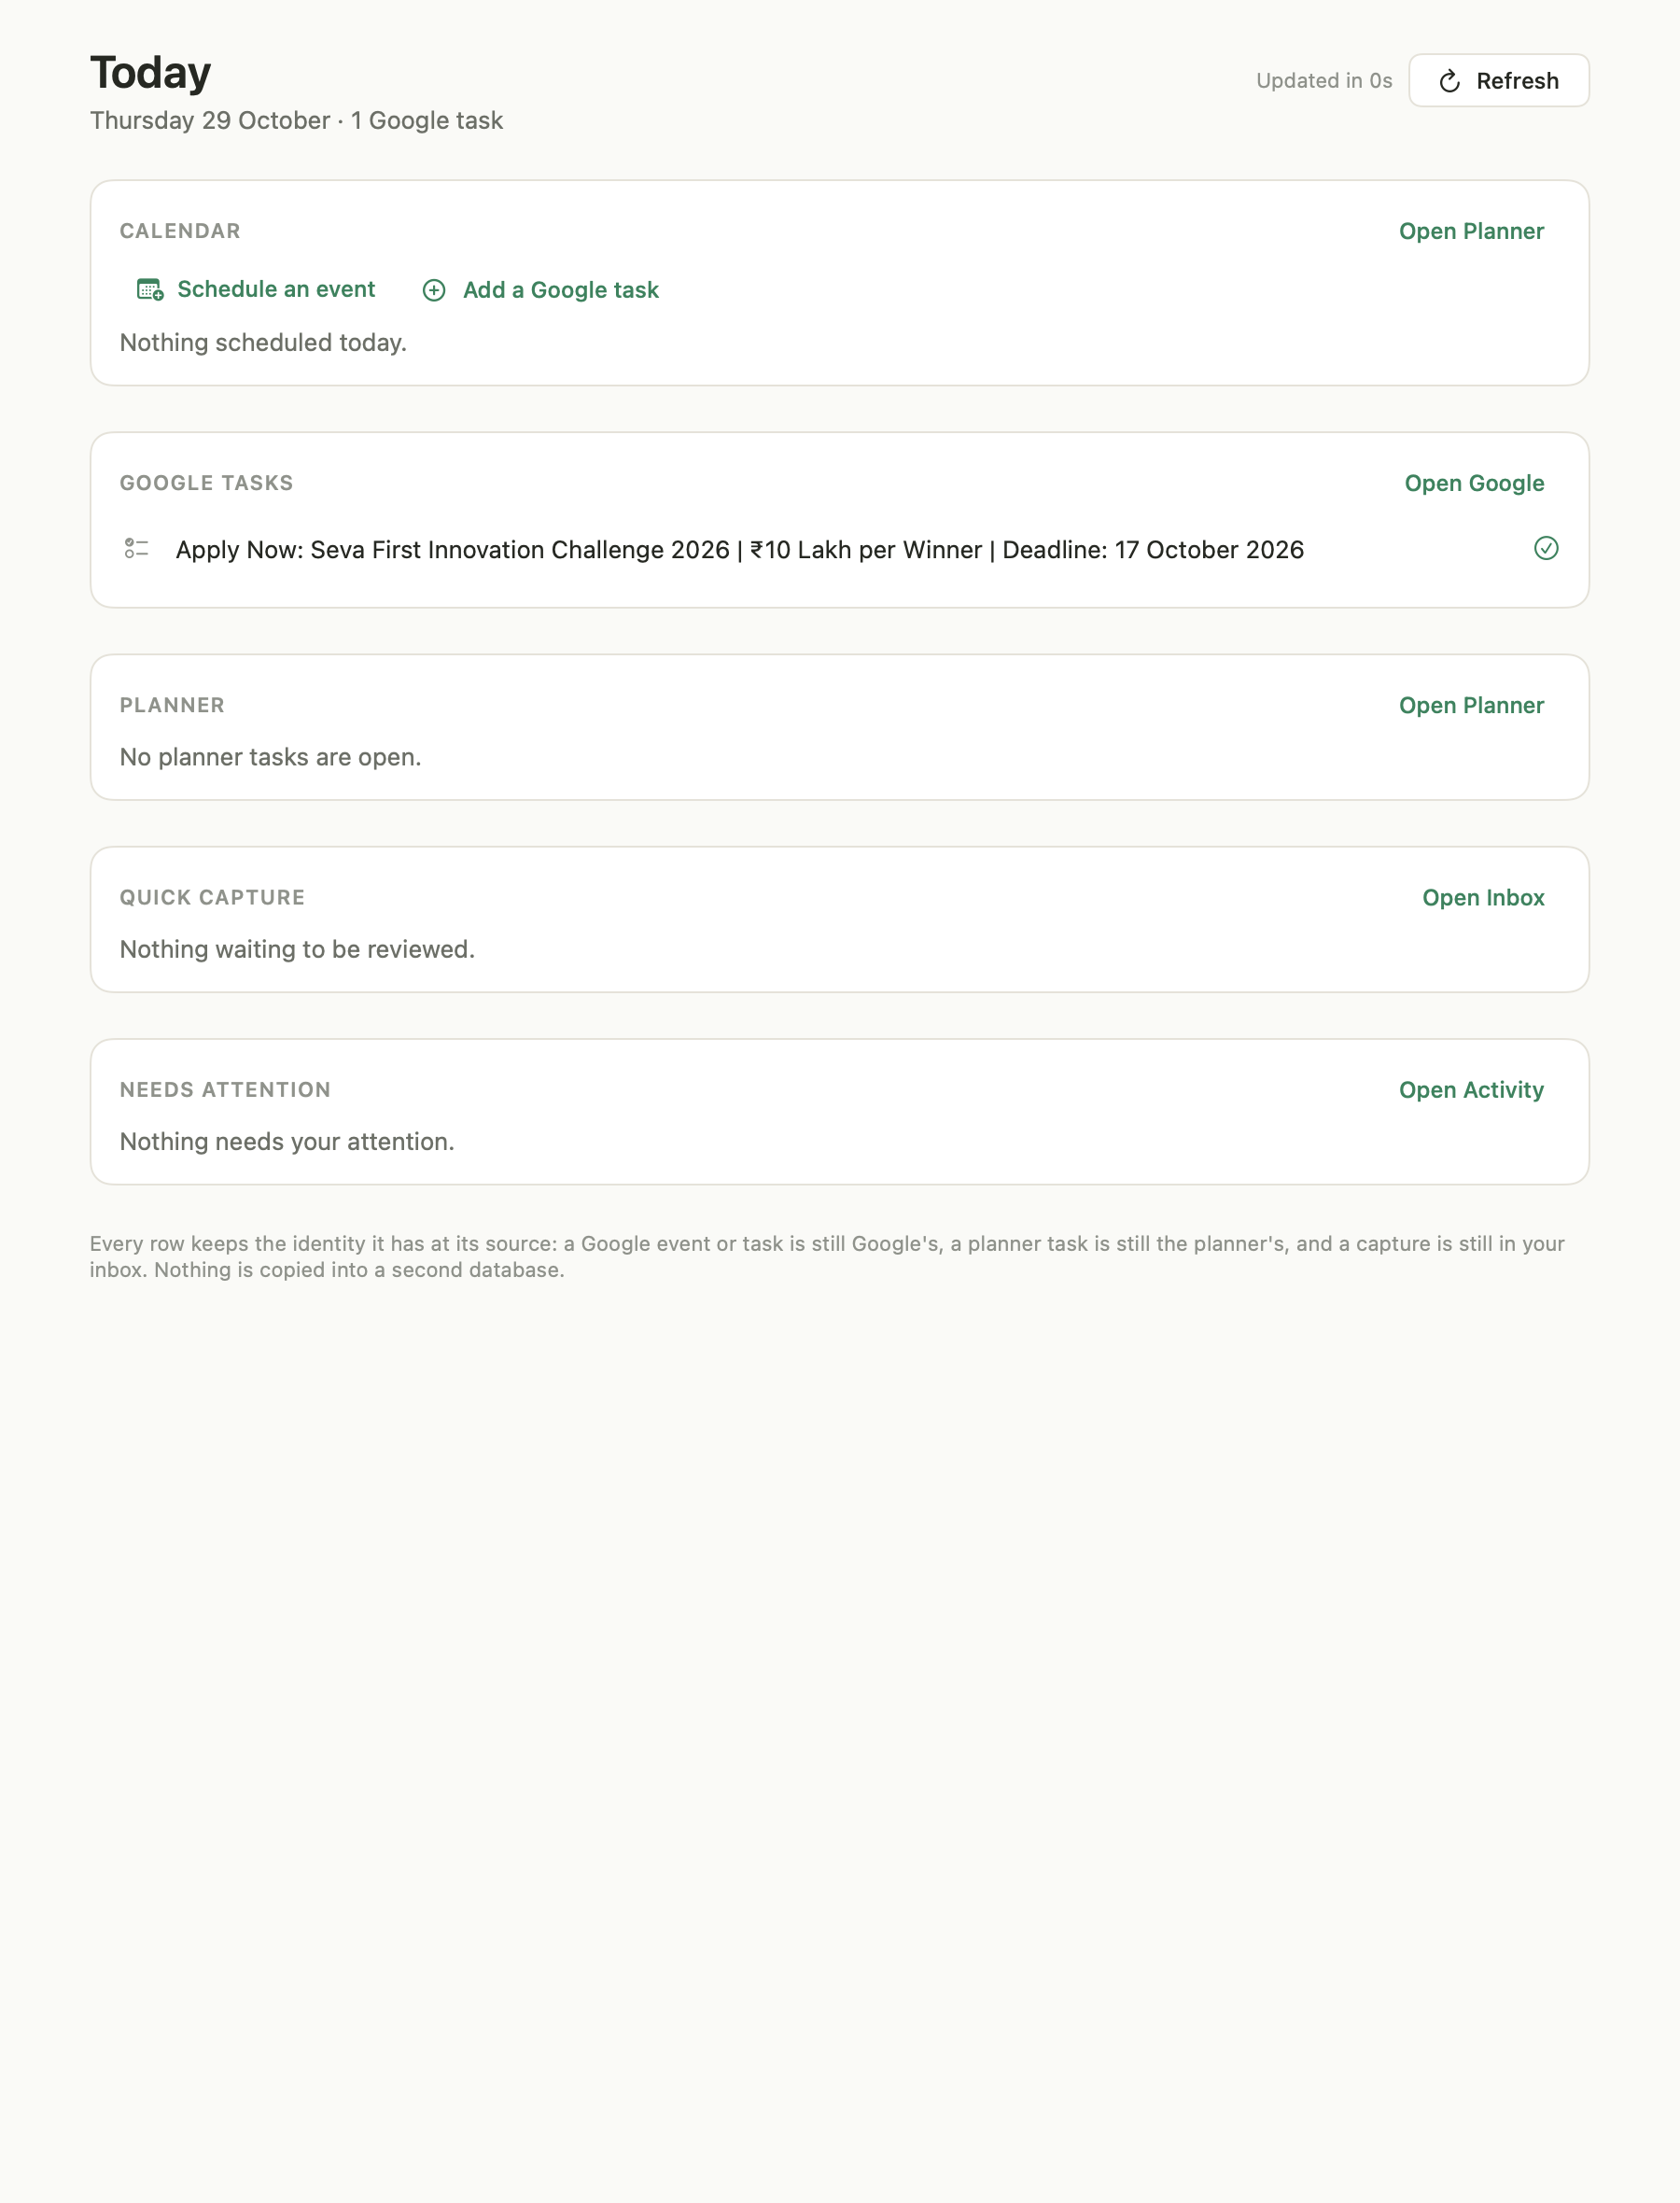 Today
Updated in 0s
Refresh
Thursday 29 October · 1 Google task
CALENDAR
Open Planner
Schedule an event
Add a Google task
Nothing scheduled today.
GOOGLE TASKS
Open Google
Apply Now: Seva First Innovation Challenge 2026 | ₹10 Lakh per Winner | Deadline: 17 October 2026
PLANNER
Open Planner
No planner tasks are open.
QUICK CAPTURE
Open Inbox
Nothing waiting to be reviewed.
NEEDS ATTENTION
Open Activity
Nothing needs your attention.
Every row keeps the identity it has at its source: a Google event or task is still Google's, a planner task is still the planner's, and a capture is still in your
inbox. Nothing is copied into a second database.